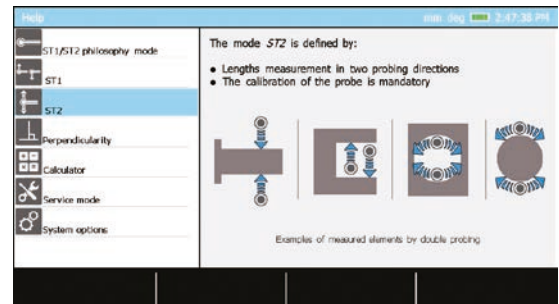 Help mm deg 2:47:38 PM
ST1/ST2 philosophy mode
ST1
ST2
Perpendicularity
Calculator
Service mode
System options
The mode ST2 is defined by:
● Lengths measurement in two probing directions
● The calibration of the probe is mandatory
Examples of measured elements by double probing